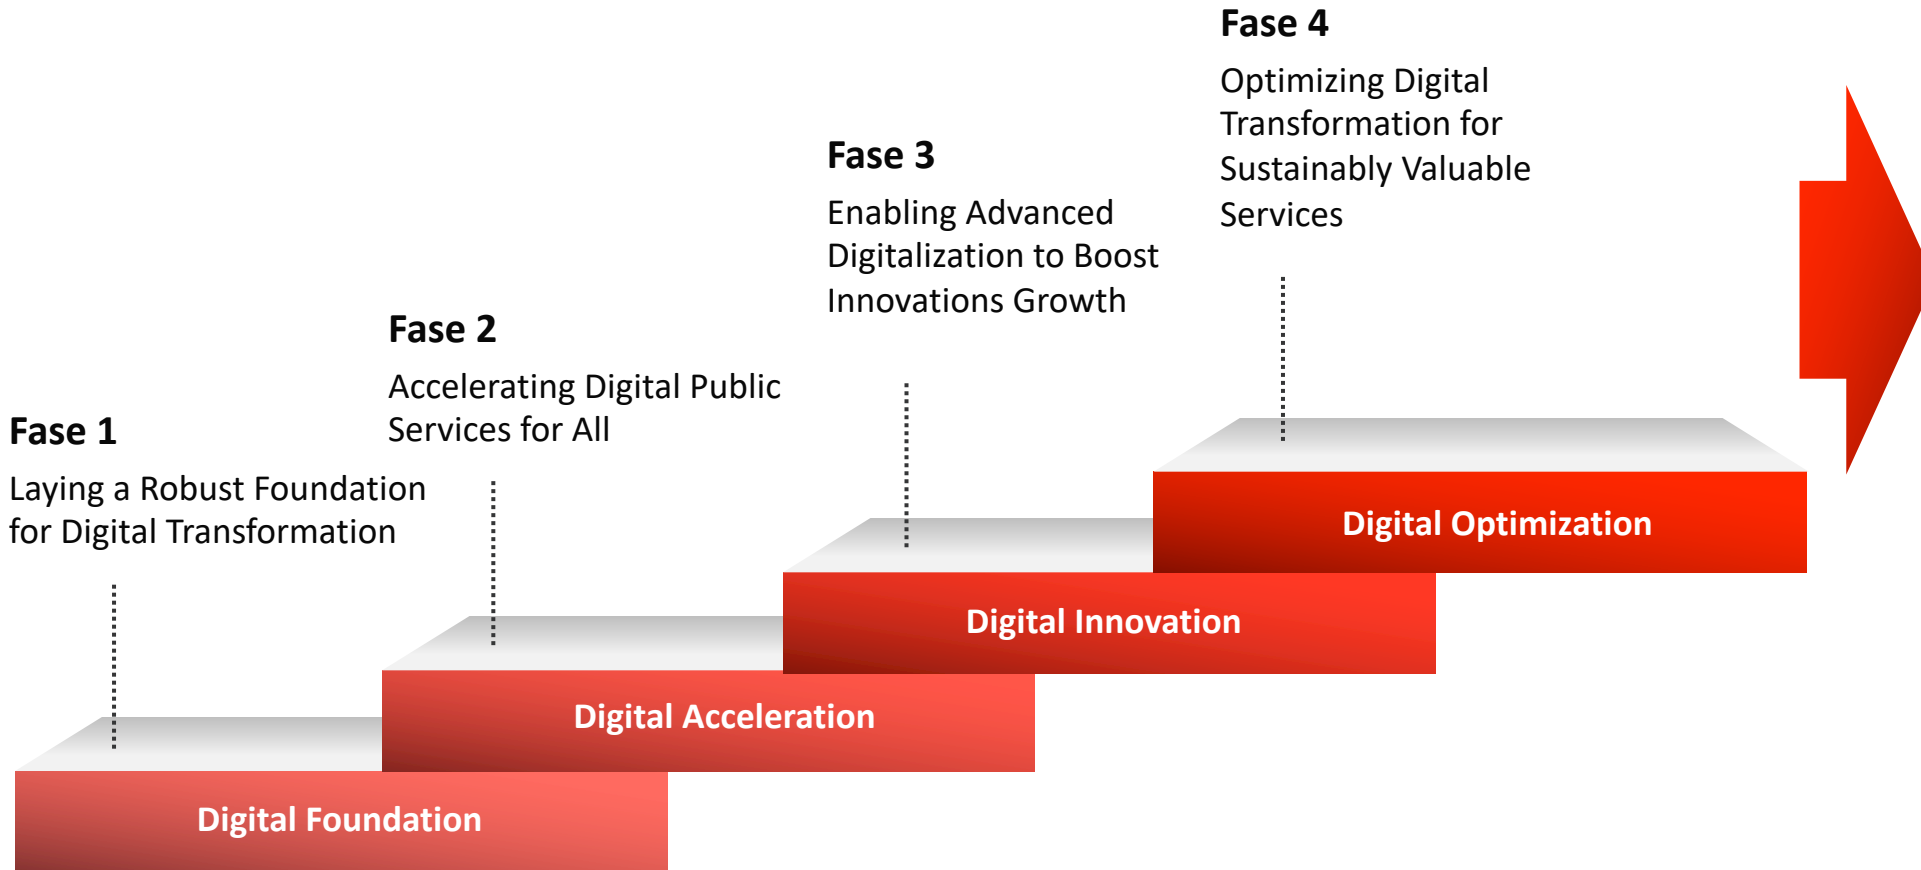 Fase 1
Laying a Robust Foundation
for Digital Transformation
Digital Foundation
Fase 2
Accelerating Digital Public
Services for All
Digital Acceleration
Fase 3
Enabling Advanced
Digitalization to Boost
Innovations Growth
Digital Innovation
Fase 4
Optimizing Digital
Transformation for
Sustainably Valuable
Services
Digital Optimization